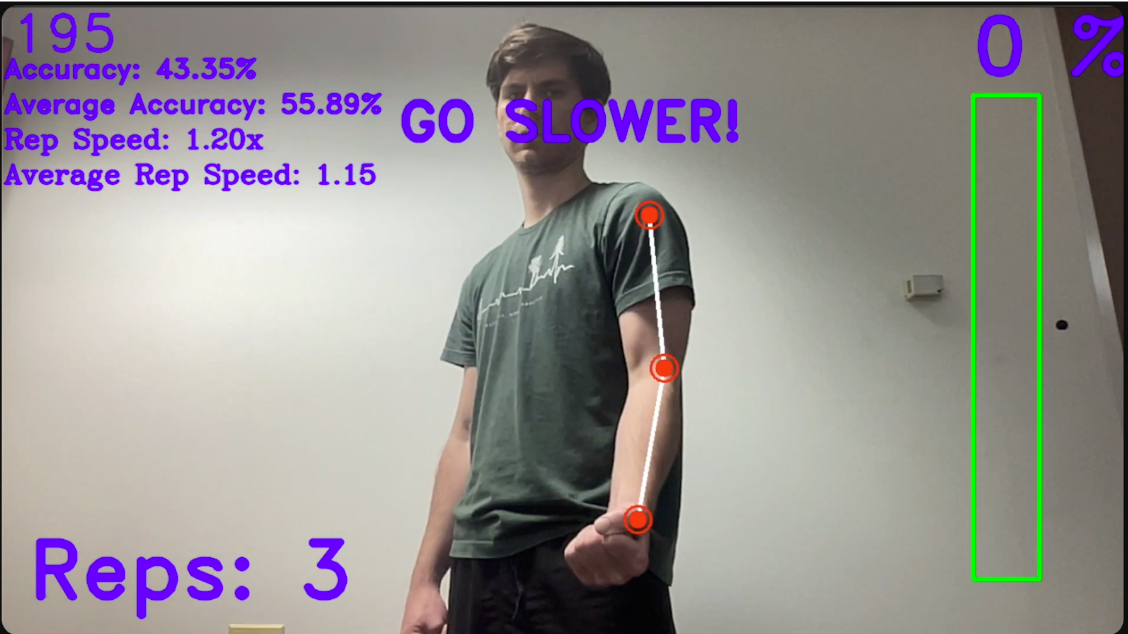 195
0 %
Accuracy: 43.35%
Average Accuracy: 55.89%
GO SLOWER!
Rep Speed: 1.20x
Average Rep Speed: 1.15
Reps: 3